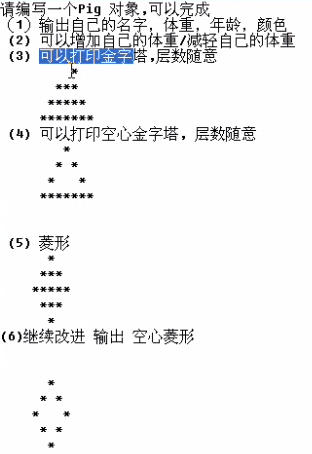 请编写一个Pig 对象,可以完成
(1) 输出自己的名字，体重，年龄，颜色
(2) 可以增加自己的体重/减轻自己的体重
(3) 可以打印金字塔,层数随意
    *
   ***
  *****
 *******
(4) 可以打印空心金字塔，层数随意
    *
   * *
  *   *
 *******
(5) 菱形
   *
  ***
 *****
  ***
   *
(6)继续改进 输出 空心菱形
   *
  * *
 *   *
  * *
   *